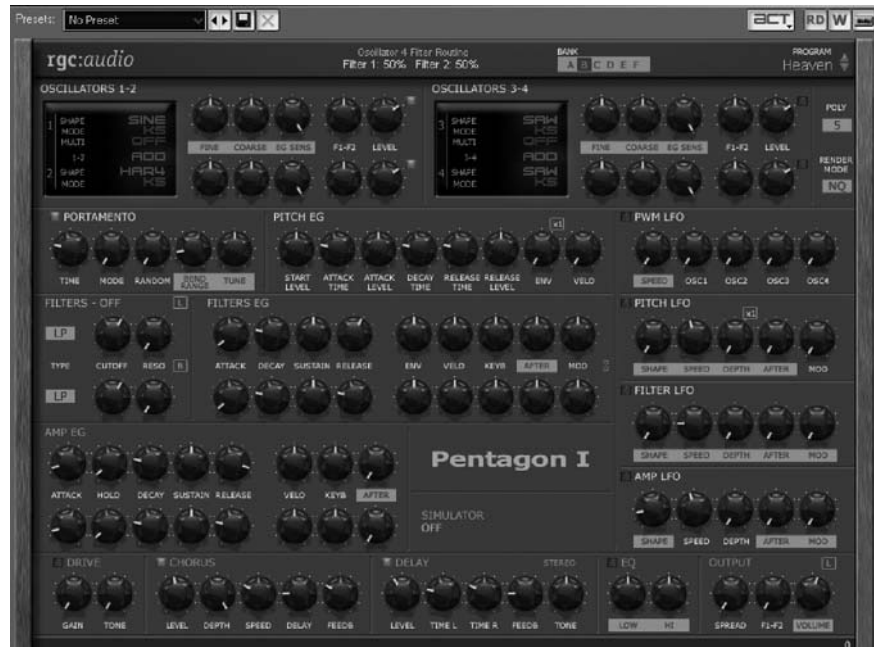 Presets: No Preset ACT RD W
rgc:audio
Oscillator 4 Filter Routing
Filter 1: 50% Filter 2: 50%
BANK
A B C D E F
PROGRAM
Heaven
OSCILLATORS 1-2
1 SHAPE SINE
MODE KS
MULTI OFF
1-2 ADD
2 SHAPE HAR4
MODE KS
FINE COARSE EG SENS F1-F2 LEVEL
OSCILLATORS 3-4
3 SHAPE SAW
MODE KS
MULTI OFF
3-4 ADD
4 SHAPE SAW
MODE KS
FINE COARSE EG SENS F1-F2 LEVEL
POLY
5
RENDER
MODE
NO
PORTAMENTO
TIME MODE RANDOM BEND RANGE TUNE
PITCH EG
x1
START LEVEL ATTACK TIME ATTACK LEVEL DECAY TIME RELEASE TIME RELEASE LEVEL ENV VELO
PWM LFO
SPEED OSC1 OSC2 OSC3 OSC4
FILTERS - OFF L
LP
TYPE CUTOFF RESO R
LP
FILTERS EG
ATTACK DECAY SUSTAIN RELEASE ENV VELO KEYB AFTER MOD
PITCH LFO
x1
SHAPE SPEED DEPTH AFTER MOD
FILTER LFO
SHAPE SPEED DEPTH AFTER MOD
AMP EG
ATTACK HOLD DECAY SUSTAIN RELEASE VELO KEYB AFTER
Pentagon I
SIMULATOR
OFF
AMP LFO
SHAPE SPEED DEPTH AFTER MOD
DRIVE
GAIN TONE
CHORUS
LEVEL DEPTH SPEED DELAY FEEDB
DELAY STEREO
LEVEL TIME L TIME R FEEDB TONE
EQ
LOW HI
OUTPUT L
SPREAD F1-F2 VOLUME
0